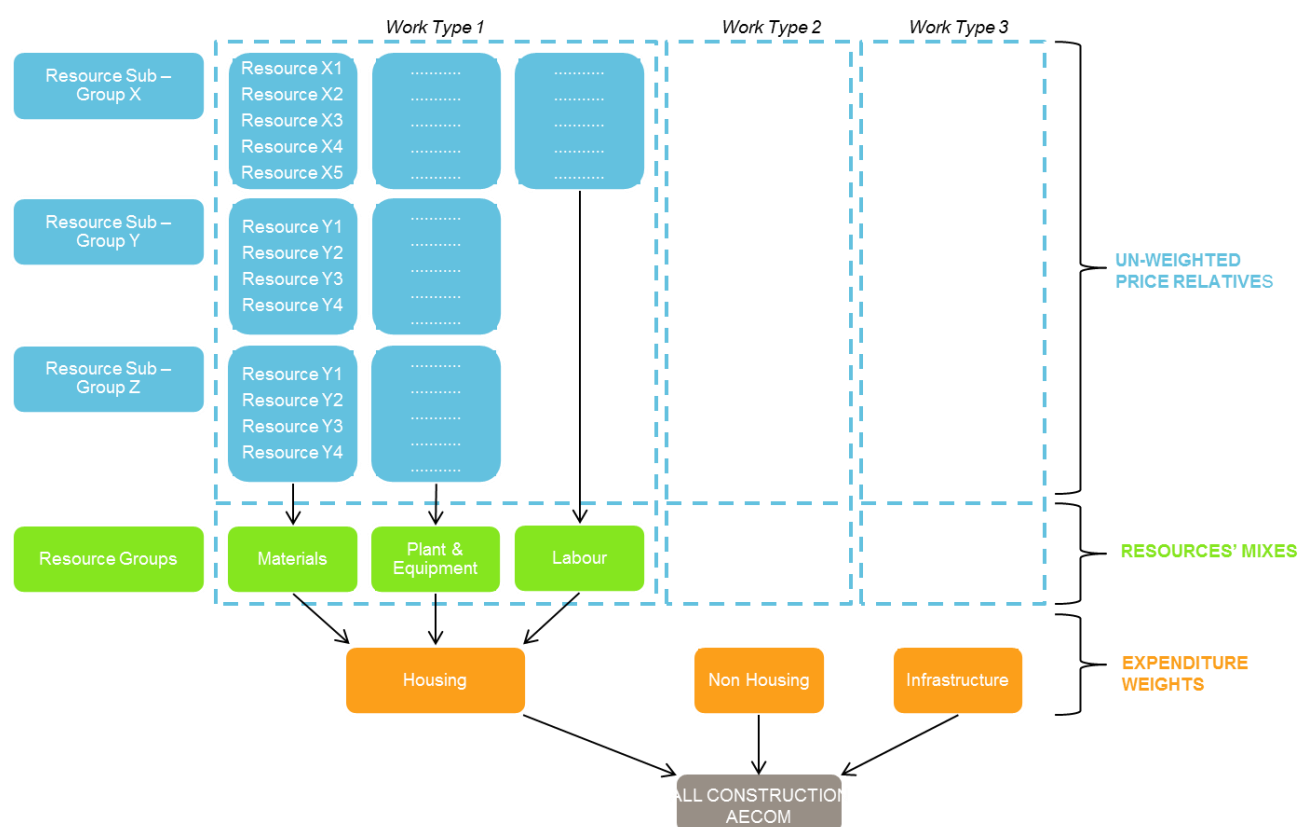 Work Type 1
Work Type 2
Work Type 3
Resource Sub –
Group X
Resource X1
Resource X2
Resource X3
Resource X4
Resource X5
...........
...........
...........
...........
...........
...........
...........
...........
...........
...........
Resource Sub –
Group Y
Resource Y1
Resource Y2
Resource Y3
Resource Y4
...........
...........
...........
...........
...........
UN-WEIGHTED
PRICE RELATIVES
Resource Sub –
Group Z
Resource Y1
Resource Y2
Resource Y3
Resource Y4
...........
...........
...........
...........
...........
Resource Groups
Materials
Plant &
Equipment
Labour
RESOURCES' MIXES
Housing
Non Housing
Infrastructure
EXPENDITURE
WEIGHTS
ALL CONSTRUCTION
AECOM